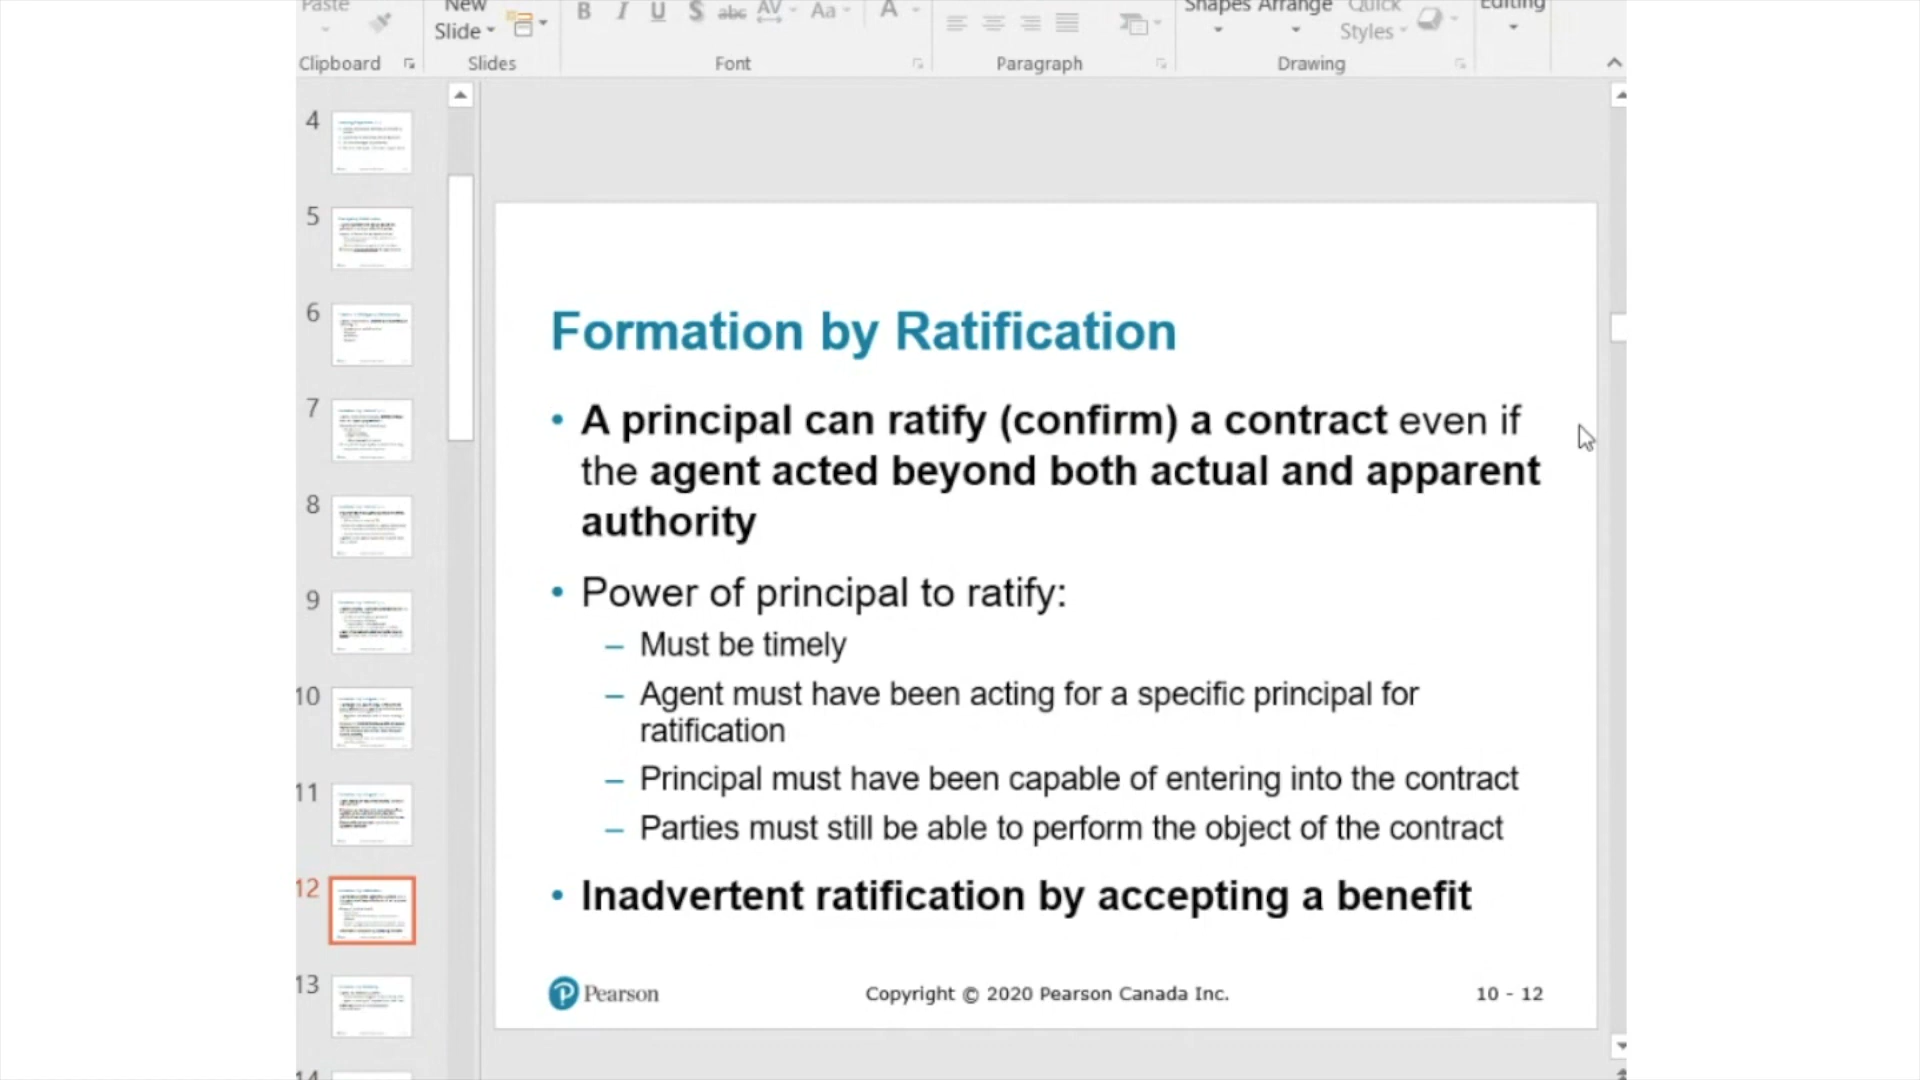 Paste
New
Slide
B I U S abc AV Aa A
Shapes Arrange Quick
Styles
Editing
Clipboard
Slides
Font
Paragraph
Drawing
4
5
6
7
8
9
10
11
12
13
14
Formation by Ratification
• A principal can ratify (confirm) a contract even if
the agent acted beyond both actual and apparent
authority
• Power of principal to ratify:
– Must be timely
– Agent must have been acting for a specific principal for
ratification
– Principal must have been capable of entering into the contract
– Parties must still be able to perform the object of the contract
• Inadvertent ratification by accepting a benefit
P Pearson
Copyright © 2020 Pearson Canada Inc.
10 - 12